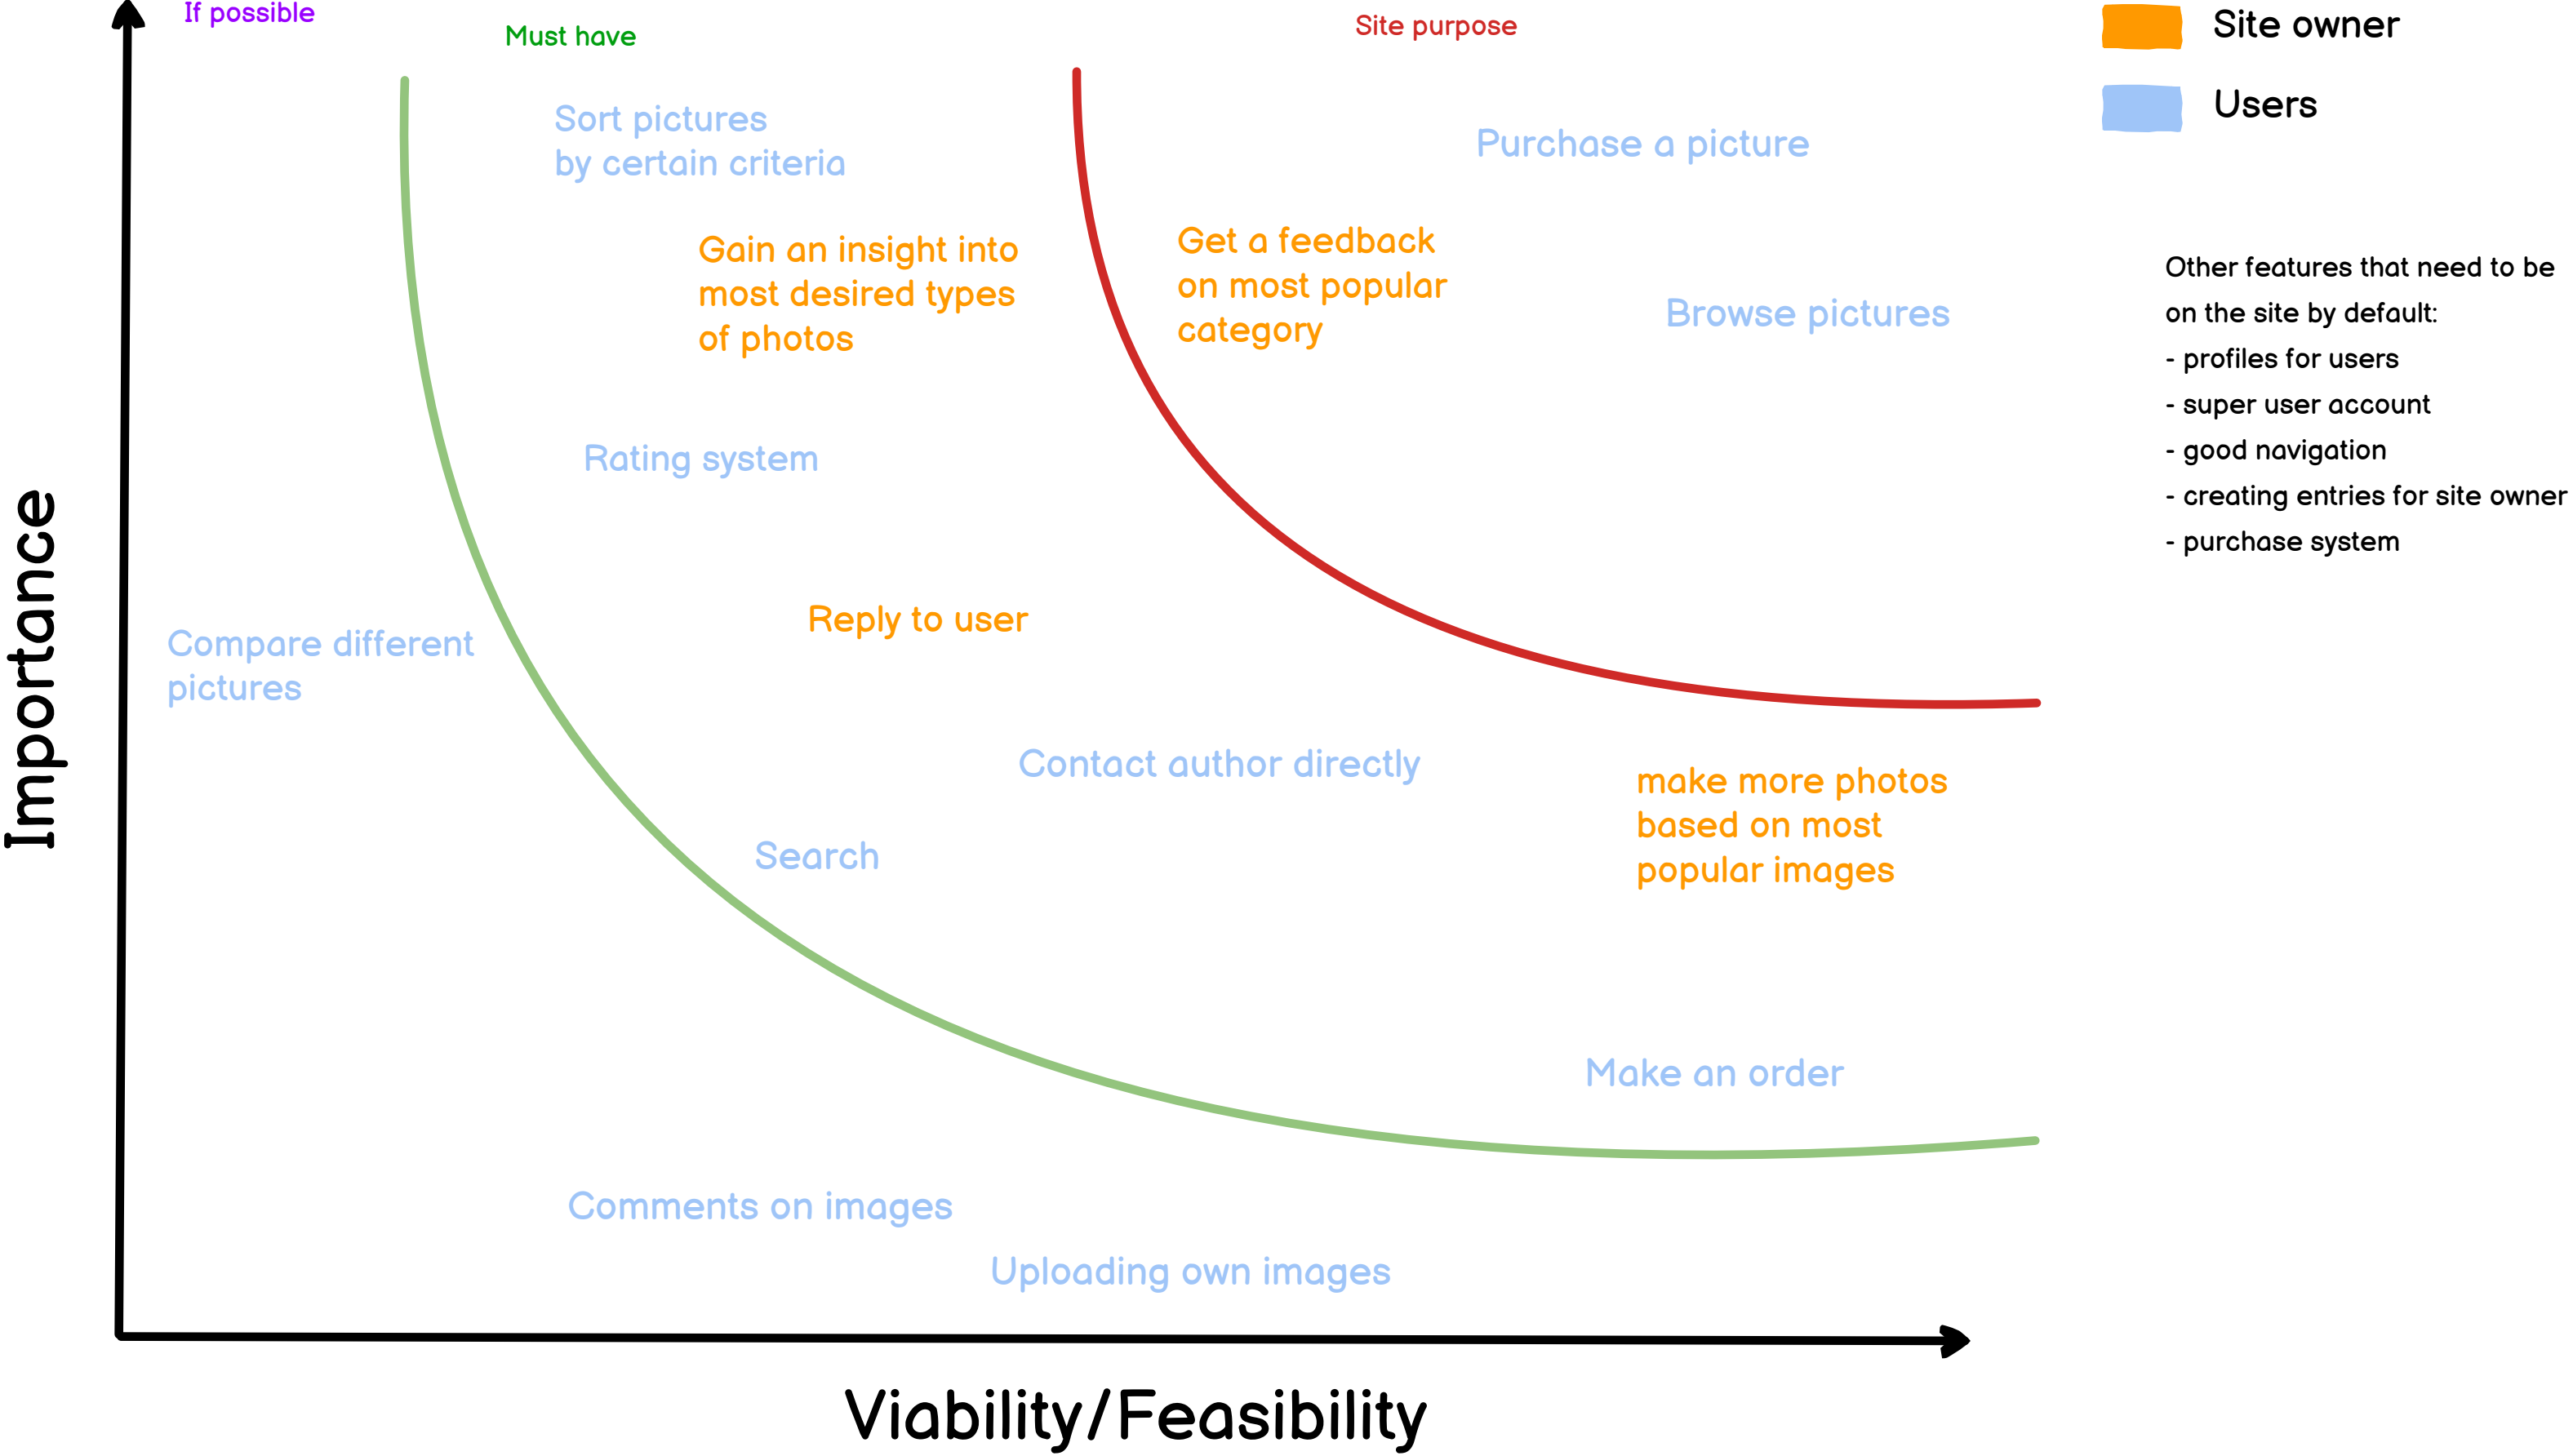 If possible
Must have
Site purpose
Site owner
Users
Sort pictures
by certain criteria
Purchase a picture
Gain an insight into
most desired types
of photos
Get a feedback
on most popular
category
Browse pictures
Other features that need to be
on the site by default:
- profiles for users
- super user account
- good navigation
- creating entries for site owner
- purchase system
Rating system
Reply to user
Importance
Compare different
pictures
Contact author directly
make more photos
based on most
popular images
Search
Make an order
Comments on images
Uploading own images
Viability/Feasibility